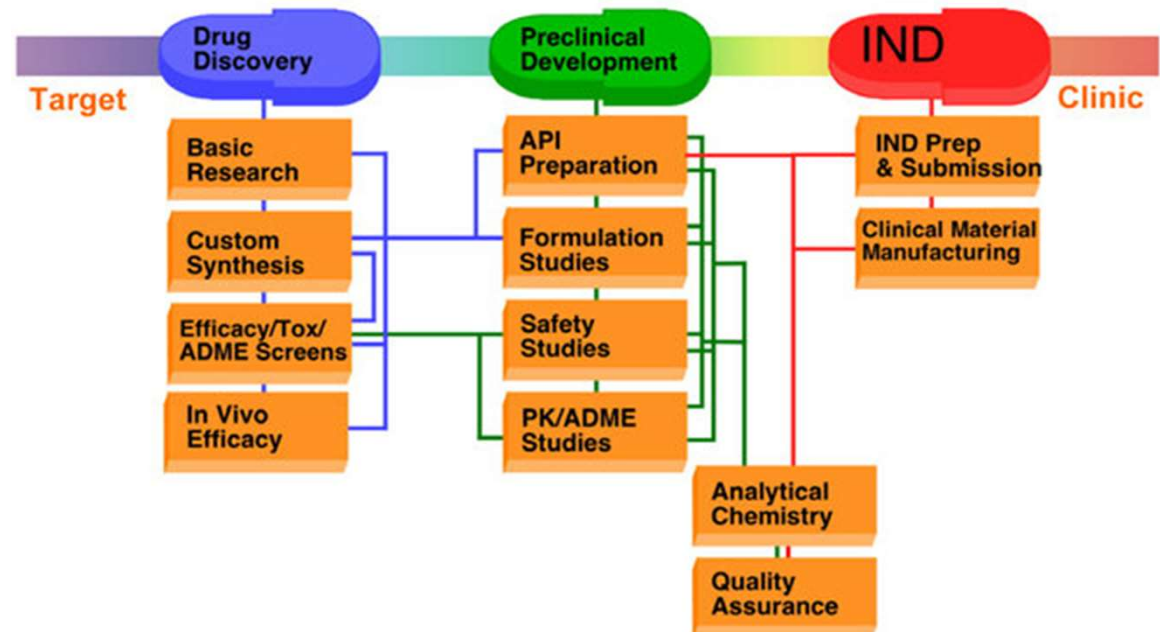 Drug
Discovery
Preclinical
Development
IND
Target
Clinic
Basic
Research
Custom
Synthesis
Efficacy/Tox/
ADME Screens
In Vivo
Efficacy
API
Preparation
Formulation
Studies
Safety
Studies
PK/ADME
Studies
IND Prep
& Submission
Clinical Material
Manufacturing
Analytical
Chemistry
Quality
Assurance